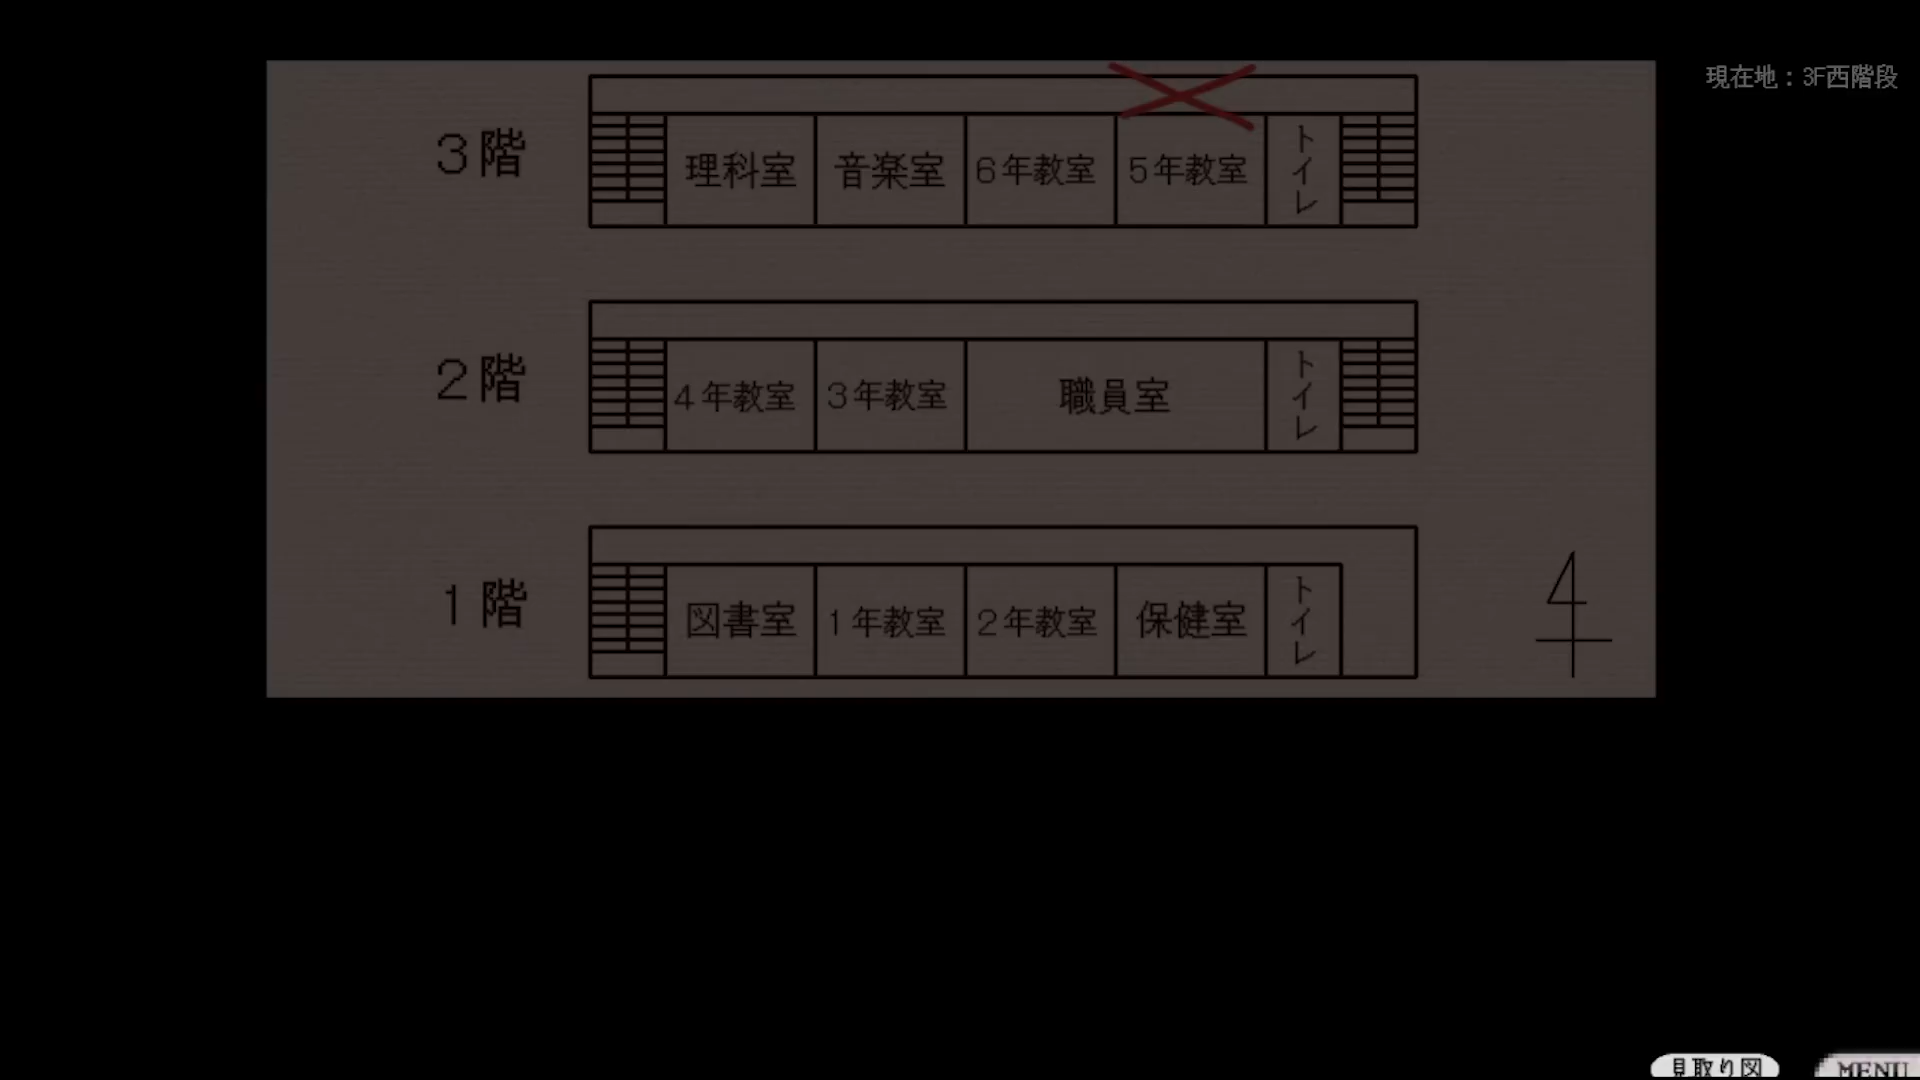 現在地：3F西階段
3階
理科室 音楽室 6年教室 5年教室 トイレ
2階
4年教室 3年教室 職員室 トイレ
1階
図書室 1年教室 2年教室 保健室 トイレ
見取り図 MENU